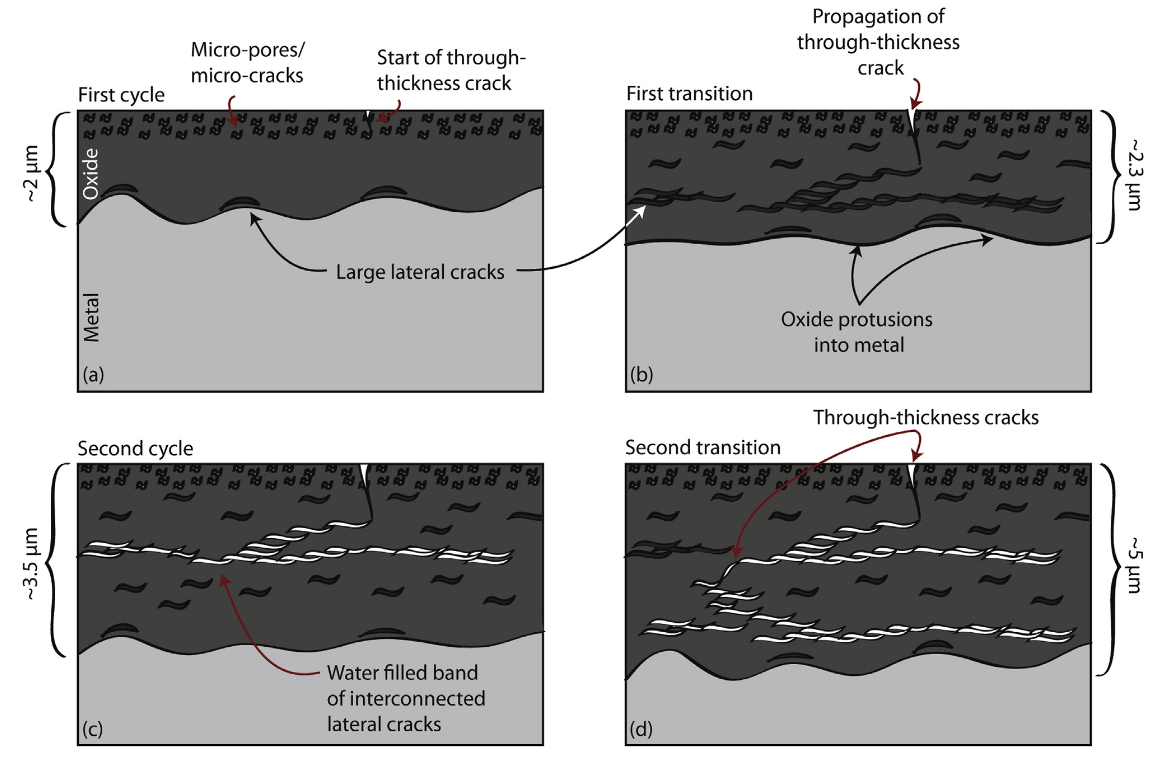 Micro-pores/
micro-cracks
Start of through-
thickness crack
First cycle
~2 µm
Oxide
Metal
(a)
Large lateral cracks
Propagation of
through-thickness
crack
First transition
~2.3 µm
Oxide protusions
into metal
(b)
Second cycle
~3.5 µm
Water filled band
of interconnected
lateral cracks
(c)
Through-thickness cracks
Second transition
~5 µm
(d)